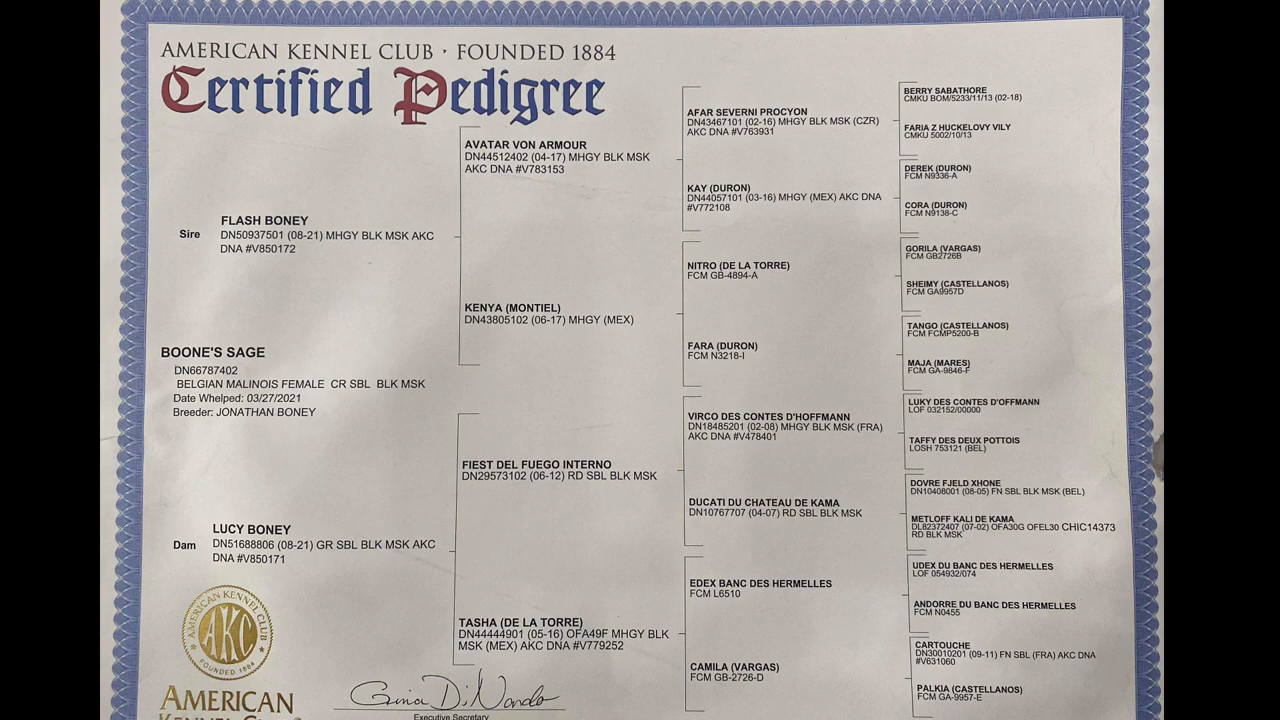 AMERICAN KENNEL CLUB · FOUNDED 1884
Certified Pedigree
Sire
FLASH BONEY
DN50937501 (08-21) MHGY BLK MSK AKC
DNA #V850172
BOONE'S SAGE
DN66787402
BELGIAN MALINOIS FEMALE CR SBL BLK MSK
Date Whelped: 03/27/2021
Breeder: JONATHAN BONEY
Dam
LUCY BONEY
DN51688806 (08-21) GR SBL BLK MSK AKC
DNA #V850171
AVATAR VON ARMOUR
DN44512402 (04-17) MHGY BLK MSK
AKC DNA #V783153
KENYA (MONTIEL)
DN43805102 (06-17) MHGY (MEX)
FIEST DEL FUEGO INTERNO
DN29573102 (06-12) RD SBL BLK MSK
TASHA (DE LA TORRE)
DN44444901 (05-16) OFA49F MHGY BLK
MSK (MEX) AKC DNA #V779252
AFAR SEVERNI PROCYON
DN43467101 (02-16) MHGY BLK MSK (CZR)
AKC DNA #V763931
KAY (DURON)
DN44057101 (03-16) MHGY (MEX) AKC DNA
#V772108
NITRO (DE LA TORRE)
FCM GB-4894-A
FARA (DURON)
FCM N3218-I
VIRCO DES CONTES D'HOFFMANN
DN18485201 (02-08) MHGY BLK MSK (FRA)
AKC DNA #V478401
DUCATI DU CHATEAU DE KAMA
DN10767707 (04-07) RD SBL BLK MSK
EDEX BANC DES HERMELLES
FCM L6510
CAMILA (VARGAS)
FCM GB-2726-D
BERRY SABATHORE
CMKU BOM/5233/11/13 (02-18)
FARIA Z HUCKELOVY VILY
CMKU 5002/10/13
DEREK (DURON)
FCM N9336-A
CORA (DURON)
FCM N9138-C
GORILA (VARGAS)
FCM GB2726B
SHEIMY (CASTELLANOS)
FCM GA9957D
TANGO (CASTELLANOS)
FCM FCMP5200-B
MAJA (MARES)
FCM GA-9846-F
LUKY DES CONTES D'OFFMANN
LOF 032152/00000
TAFFY DES DEUX POTTOIS
LOSH 753121 (BEL)
DOVRE FJELD XHONE
DN10408001 (08-05) FN SBL BLK MSK (BEL)
METLOFF KALI DE KAMA
DL82372407 (07-02) OFA30G OFEL30 CHIC14373
RD BLK MSK
UDEX DU BANC DES HERMELLES
LOF 054932/074
ANDORRE DU BANC DES HERMELLES
FCM N0455
CARTOUCHE
DN30010201 (09-11) FN SBL (FRA) AKC DNA
#V631060
PALKIA (CASTELLANOS)
FCM GA-9957-E
AMERICAN KENNEL CLUB
AKC
FOUNDED 1884
AMERICAN
KENNEL CLUB
Gina DiNardo
Executive Secretary